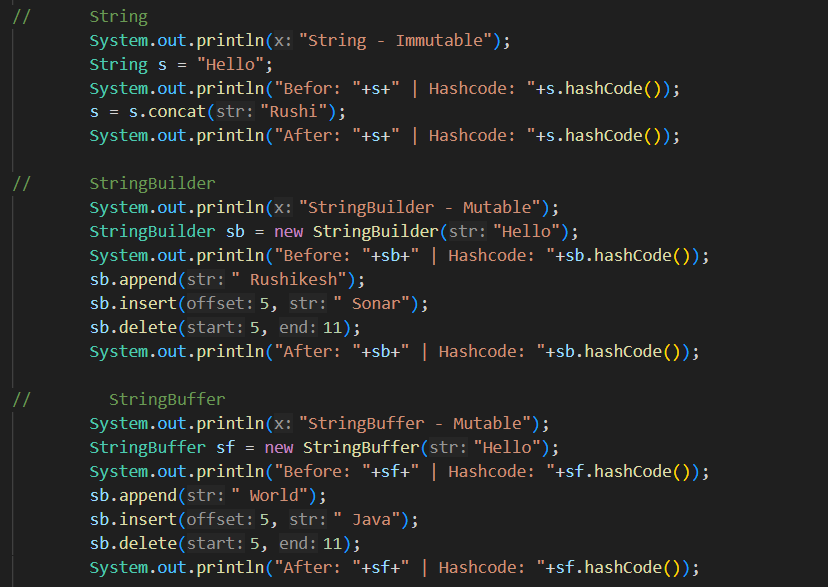 // String
System.out.println(x: "String - Immutable");
String s = "Hello";
System.out.println("Befor: "+s+" | Hashcode: "+s.hashCode());
s = s.concat(str: "Rushi");
System.out.println("After: "+s+" | Hashcode: "+s.hashCode());
// StringBuilder
System.out.println(x: "StringBuilder - Mutable");
StringBuilder sb = new StringBuilder(str: "Hello");
System.out.println("Before: "+sb+" | Hashcode: "+sb.hashCode());
sb.append(str: " Rushikesh");
sb.insert(offset: 5, str: " Sonar");
sb.delete(start: 5, end: 11);
System.out.println("After: "+sb+" | Hashcode: "+sb.hashCode());
// StringBuffer
System.out.println(x: "StringBuffer - Mutable");
StringBuffer sf = new StringBuffer(str: "Hello");
System.out.println("Before: "+sf+" | Hashcode: "+sf.hashCode());
sb.append(str: " World");
sb.insert(offset: 5, str: " Java");
sb.delete(start: 5, end: 11);
System.out.println("After: "+sf+" | Hashcode: "+sf.hashCode());